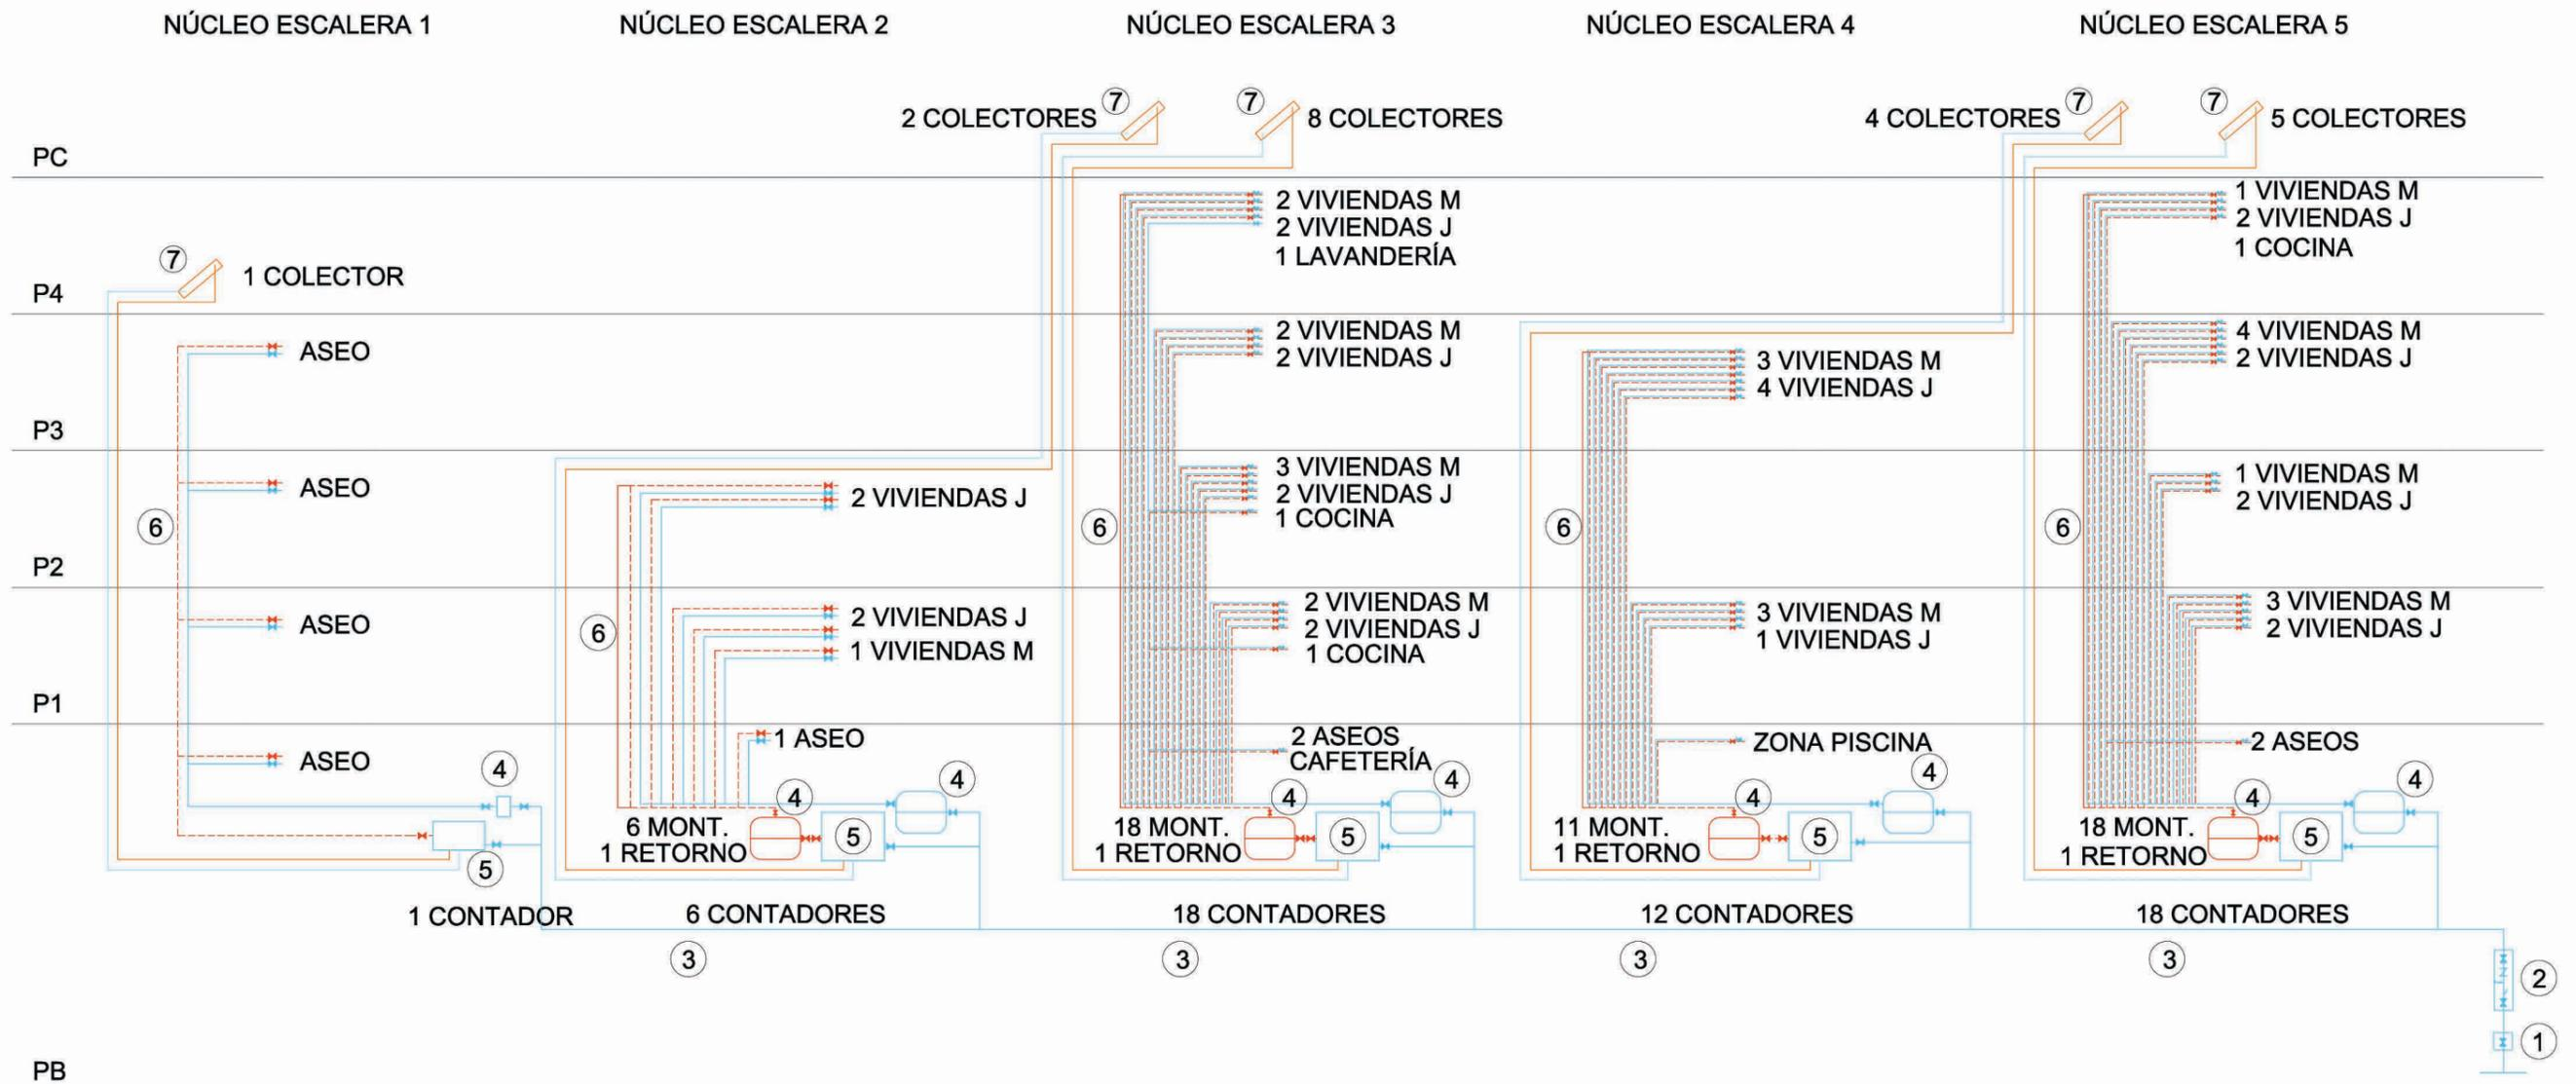 NÚCLEO ESCALERA 1
NÚCLEO ESCALERA 2
NÚCLEO ESCALERA 3
NÚCLEO ESCALERA 4
NÚCLEO ESCALERA 5
2 COLECTORES
7
7
8 COLECTORES
4 COLECTORES
7
7
5 COLECTORES
PC
2 VIVIENDAS M
2 VIVIENDAS J
1 LAVANDERÍA
1 VIVIENDAS M
2 VIVIENDAS J
1 COCINA
7
1 COLECTOR
P4
ASEO
2 VIVIENDAS M
2 VIVIENDAS J
3 VIVIENDAS M
4 VIVIENDAS J
4 VIVIENDAS M
2 VIVIENDAS J
P3
ASEO
2 VIVIENDAS J
3 VIVIENDAS M
2 VIVIENDAS J
1 COCINA
1 VIVIENDAS M
2 VIVIENDAS J
6
6
6
6
P2
ASEO
6
2 VIVIENDAS J
1 VIVIENDAS M
2 VIVIENDAS M
2 VIVIENDAS J
1 COCINA
3 VIVIENDAS M
1 VIVIENDAS J
3 VIVIENDAS M
2 VIVIENDAS J
P1
ASEO
1 ASEO
2 ASEOS
CAFETERÍA
ZONA PISCINA
2 ASEOS
4
4
4
4
4
4
4
4
4
6 MONT.
1 RETORNO
5
18 MONT.
1 RETORNO
5
11 MONT.
1 RETORNO
5
18 MONT.
1 RETORNO
5
5
1 CONTADOR
6 CONTADORES
18 CONTADORES
12 CONTADORES
18 CONTADORES
3
3
3
3
2
1
PB